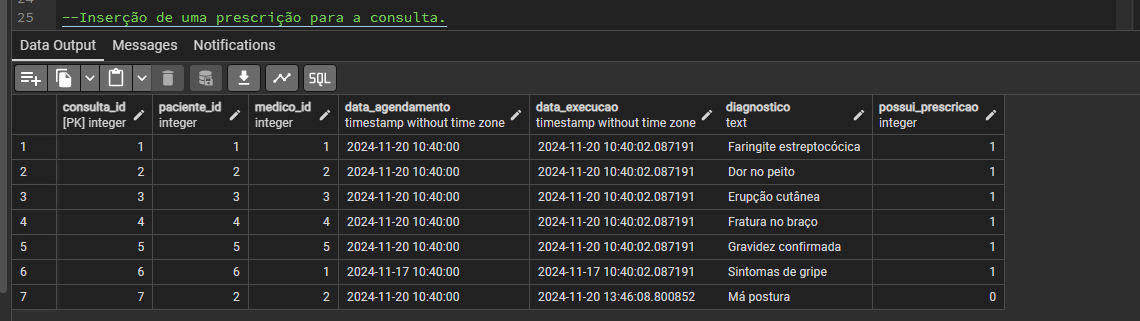 24
25 --Inserção de uma prescrição para a consulta.
Data Output Messages Notifications
SQL
consulta_id paciente_id medico_id data_agendamento data_execucao diagnostico possui_prescricao
[PK] integer integer integer timestamp without time zone timestamp without time zone text integer
1 1 1 1 2024-11-20 10:40:00 2024-11-20 10:40:02.087191 Faringite estreptocócica 1
2 2 2 2 2024-11-20 10:40:00 2024-11-20 10:40:02.087191 Dor no peito 1
3 3 3 3 2024-11-20 10:40:00 2024-11-20 10:40:02.087191 Erupção cutânea 1
4 4 4 4 2024-11-20 10:40:00 2024-11-20 10:40:02.087191 Fratura no braço 1
5 5 5 5 2024-11-20 10:40:00 2024-11-20 10:40:02.087191 Gravidez confirmada 1
6 6 6 1 2024-11-17 10:40:00 2024-11-17 10:40:02.087191 Sintomas de gripe 1
7 7 2 2 2024-11-20 10:40:00 2024-11-20 13:46:08.800852 Má postura 0